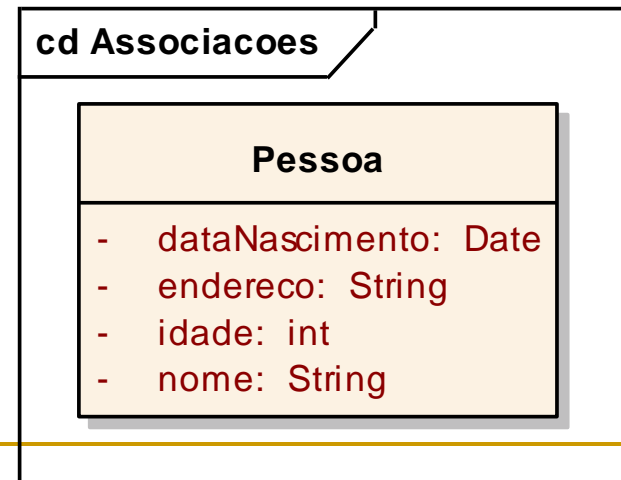 cd Associacoes
Pessoa
- dataNascimento: Date
- endereco: String
- idade: int
- nome: String